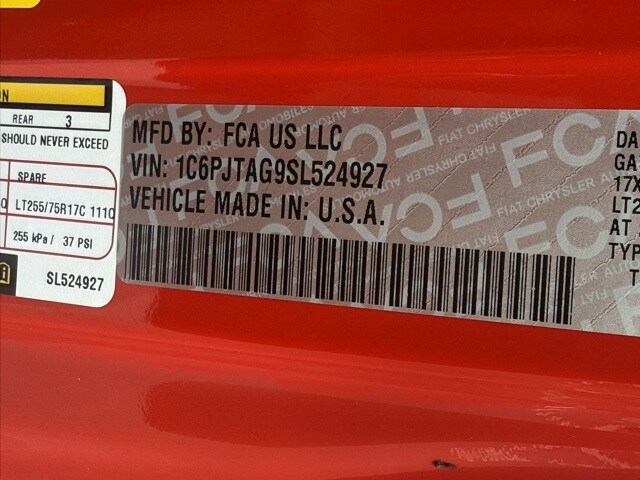 ON
REAR 3
SHOULD NEVER EXCEED
SPARE
LT255/75R17C 111Q
255 kPa / 37 PSI
SL524927
MFD BY: FCA US LLC
VIN: 1C6PJTAG9SL524927
VEHICLE MADE IN: U.S.A.
FCA
FIAT CHRYSLER AUTOMOBILES
DA
GA
17X
LT2
AT
TYP
T